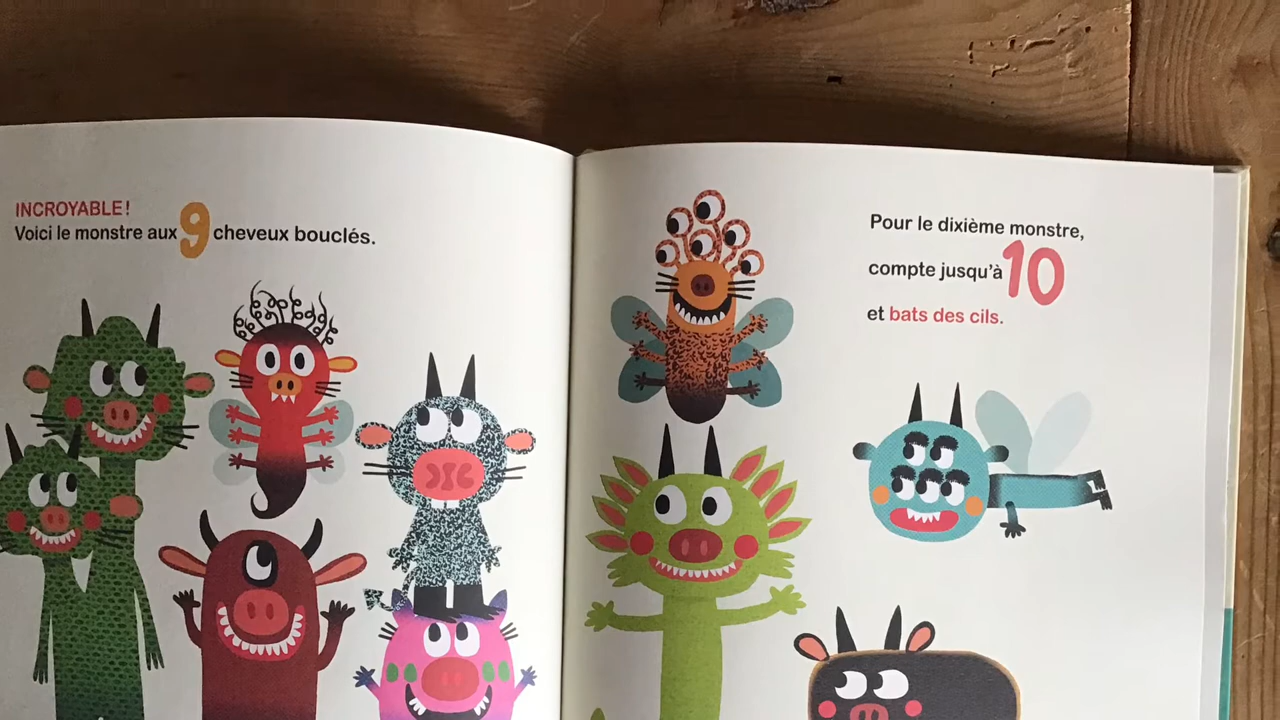 INCROYABLE!
Voici le monstre aux 9 cheveux bouclés.
Pour le dixième monstre,
compte jusqu'à 10
et bats des cils.